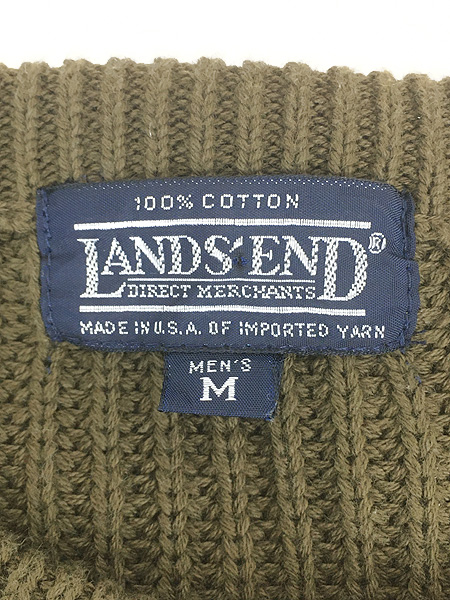 100% COTTON
LANDS' END®
DIRECT MERCHANTS
MADE IN U.S.A. OF IMPORTED YARN
MEN'S
M